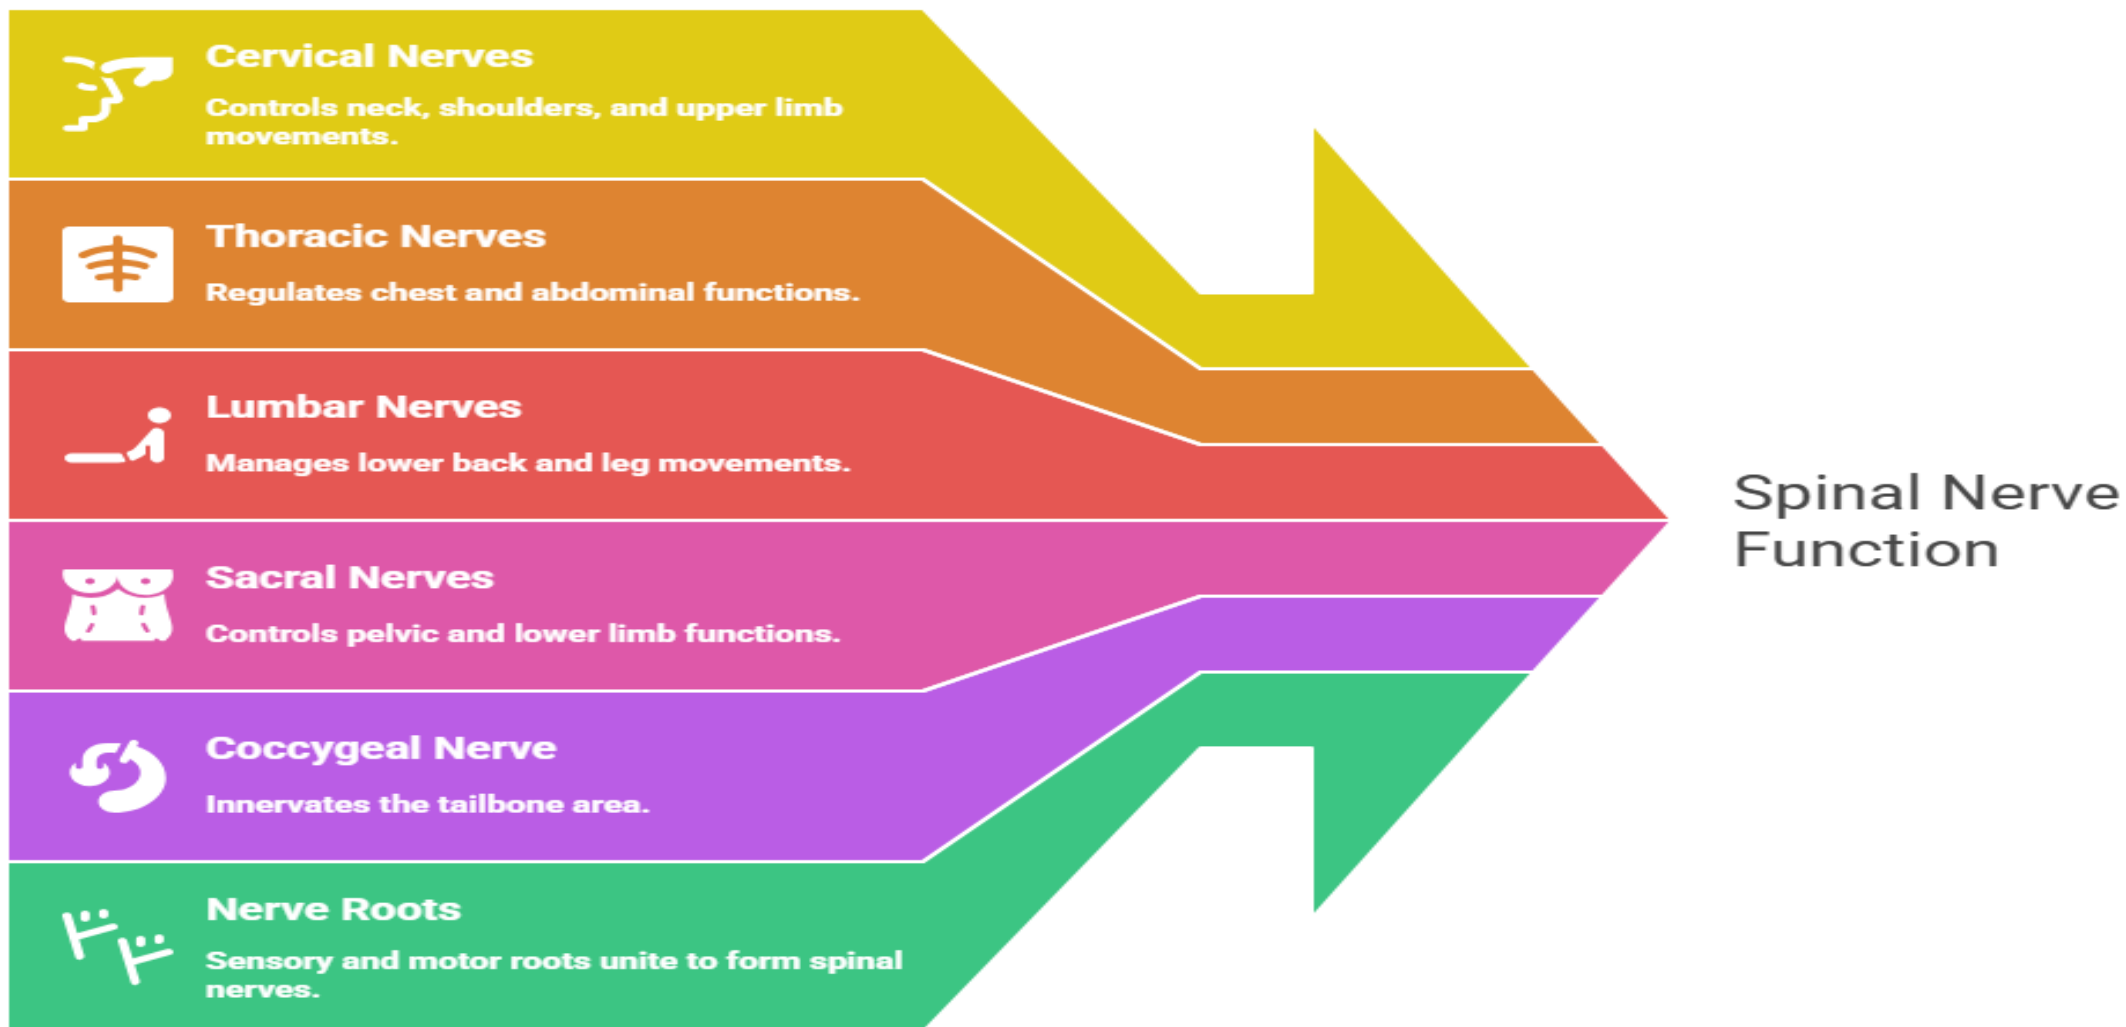 Cervical Nerves
Controls neck, shoulders, and upper limb
movements.
Thoracic Nerves
Regulates chest and abdominal functions.
Lumbar Nerves
Manages lower back and leg movements.
Sacral Nerves
Controls pelvic and lower limb functions.
Coccygeal Nerve
Innervates the tailbone area.
Nerve Roots
Sensory and motor roots unite to form spinal
nerves.
Spinal Nerve
Function